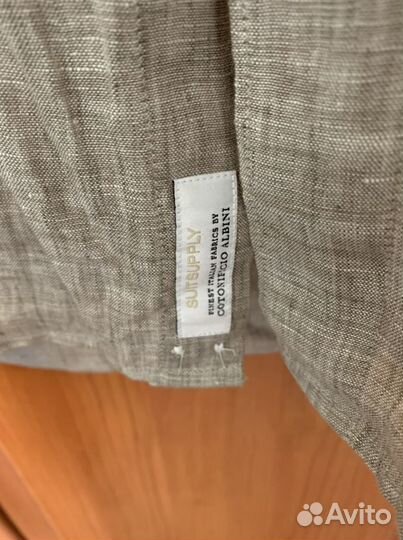 SUITSUPPLY
FINEST ITALIAN FABRICS BY
COTONIFICIO ALBINI
Avito